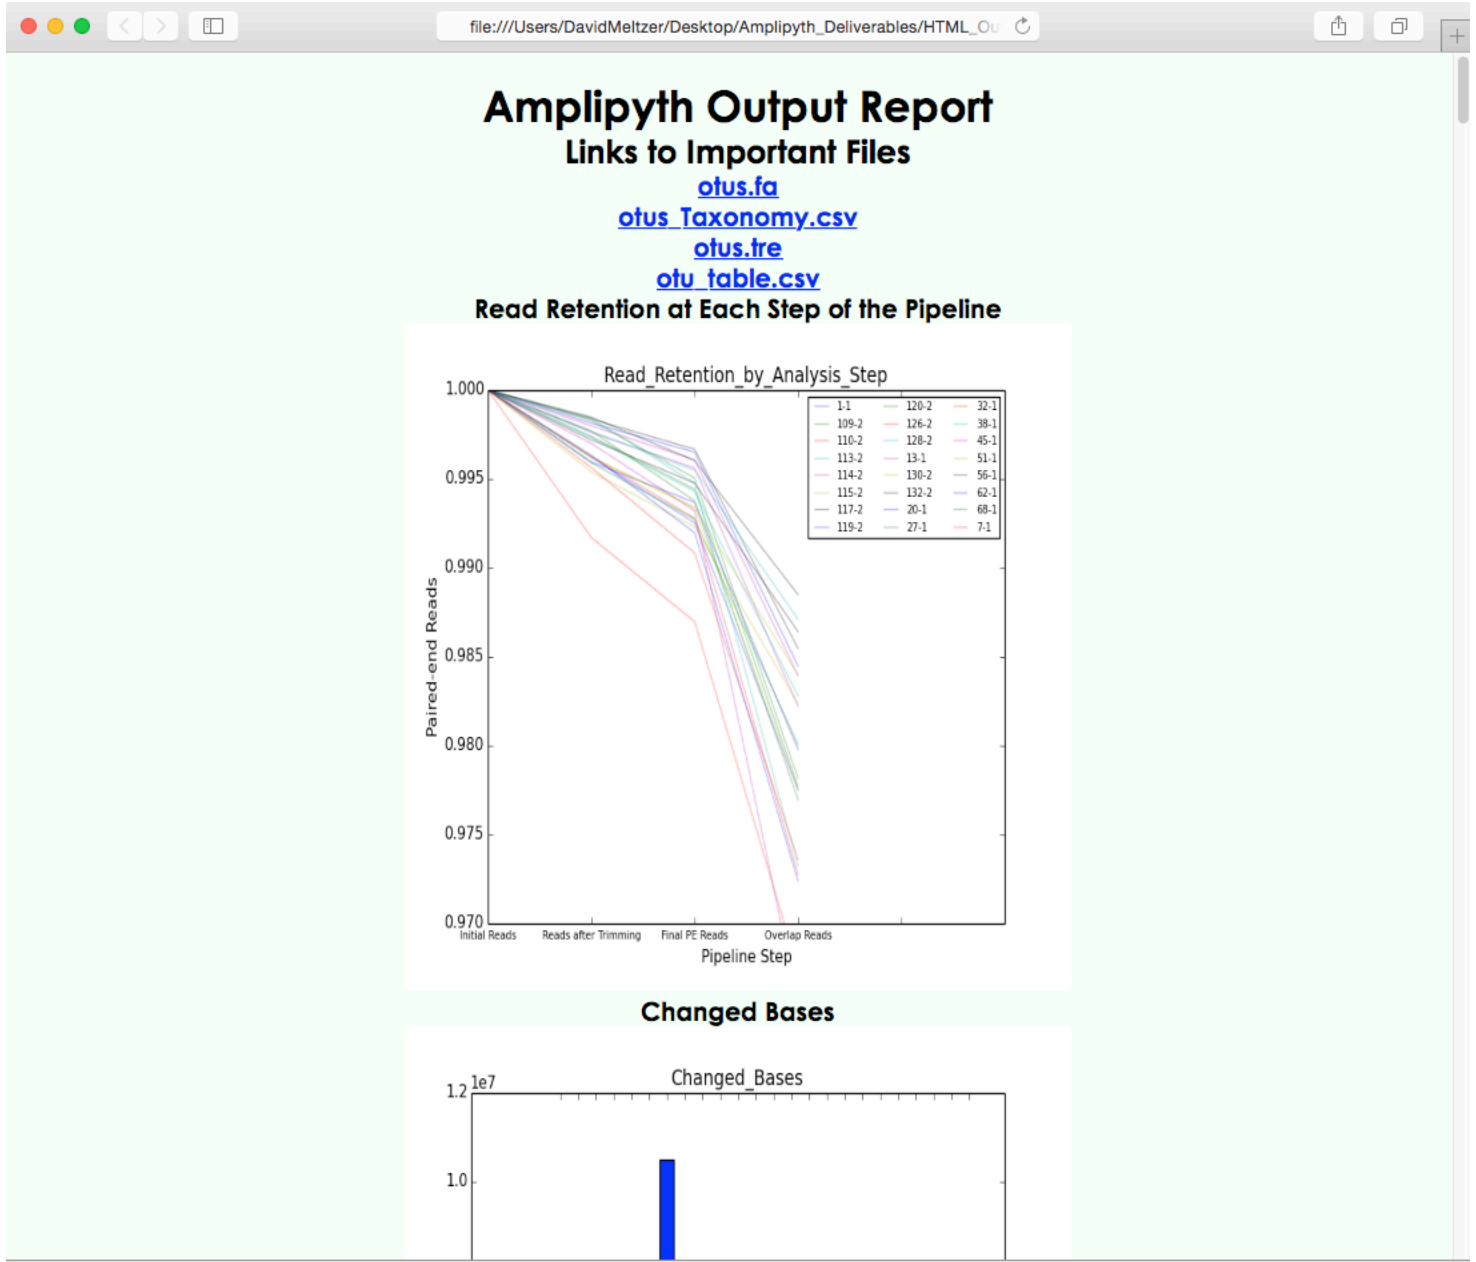 file:///Users/DavidMeltzer/Desktop/Amplipyth_Deliverables/HTML_Ou
Amplipyth Output Report
Links to Important Files
otus.fa
otus_Taxonomy.csv
otus.tre
otu_table.csv
Read Retention at Each Step of the Pipeline
Read_Retention_by_Analysis_Step
1.000
0.995
0.990
0.985
0.980
0.975
0.970
Paired-end Reads
1-1 120-2 32-1
109-2 126-2 38-1
110-2 128-2 45-1
113-2 13-1 51-1
114-2 130-2 56-1
115-2 132-2 62-1
117-2 20-1 68-1
119-2 27-1 7-1
Initial Reads Reads after Trimming Final PE Reads Overlap Reads
Pipeline Step
Changed Bases
Changed_Bases
1e7
1.2
1.0